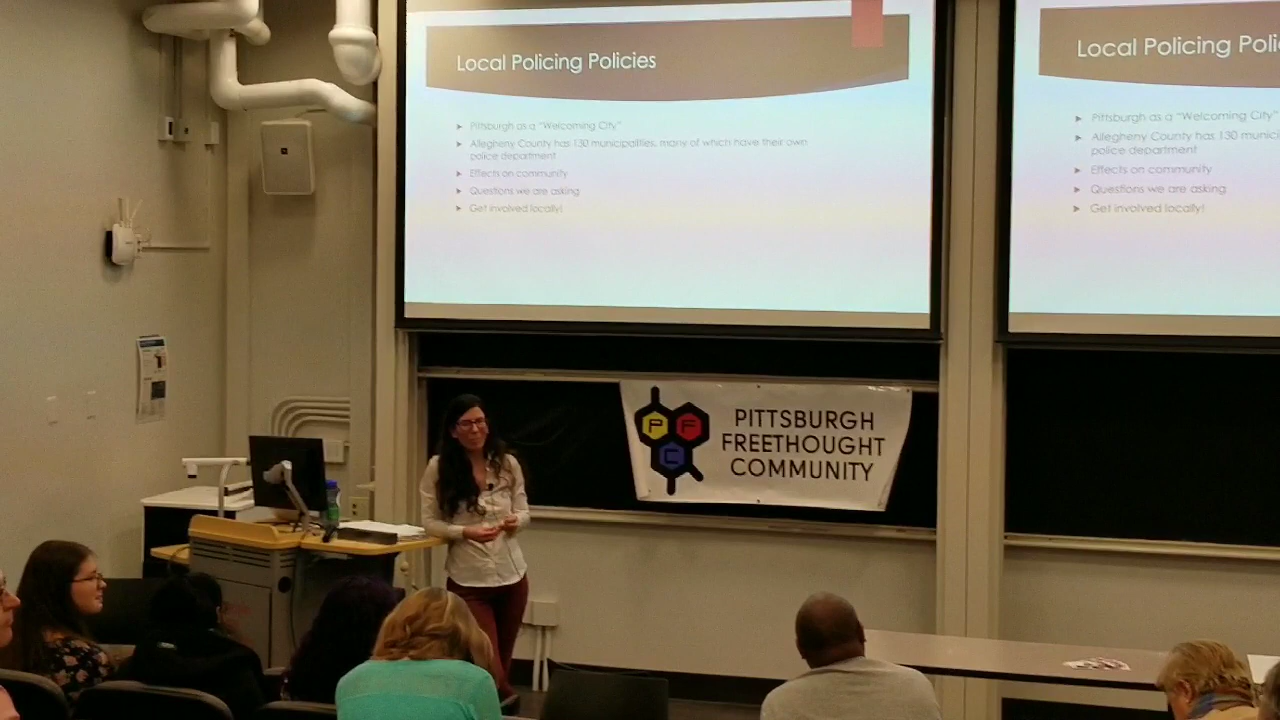 Local Policing Policies
Pittsburgh as a "Welcoming City"
Allegheny County has 130 municipalities, many of which have their own
police department
Effects on community
Questions we are asking
Get involved locally!
Local Policing
Pittsburgh as a "Welcoming City"
Allegheny County has 130
police department
Effects on community
Questions we are asking
Get involved locally!
P F
C
PITTSBURGH
FREETHOUGHT
COMMUNITY